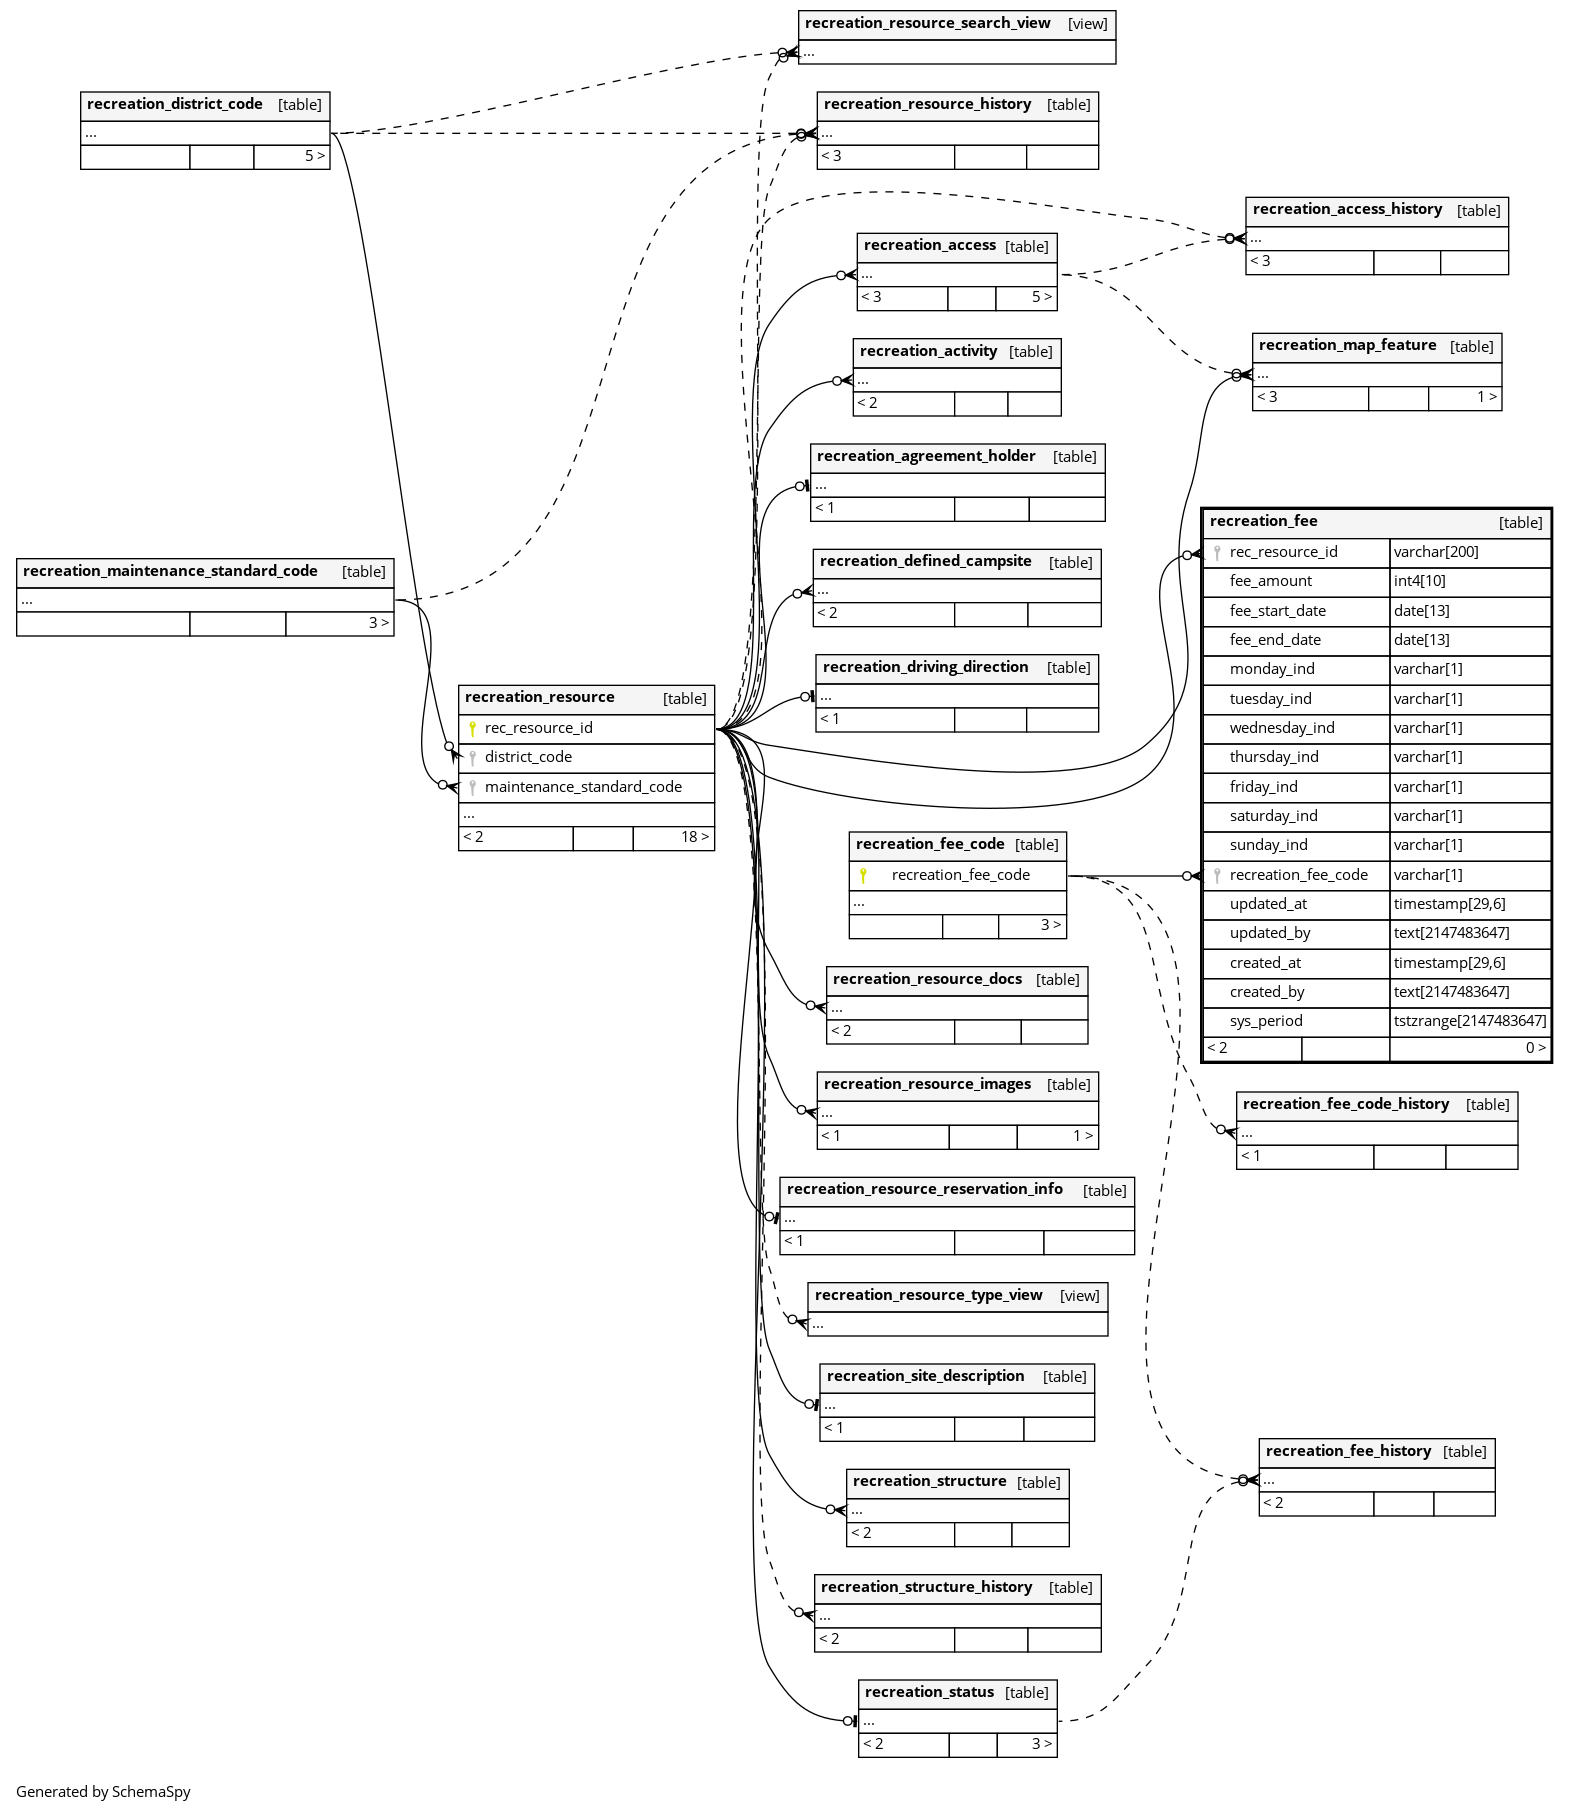 recreation_resource_search_view [view]
...
recreation_district_code [table]
...
5 >
recreation_resource_history [table]
...
< 3
recreation_access_history [table]
...
< 3
recreation_access [table]
...
< 3 5 >
recreation_activity [table]
...
< 2
recreation_map_feature [table]
...
< 3 1 >
recreation_agreement_holder [table]
...
< 1
recreation_defined_campsite [table]
...
< 2
recreation_maintenance_standard_code [table]
...
3 >
recreation_driving_direction [table]
...
< 1
recreation_resource [table]
rec_resource_id
district_code
maintenance_standard_code
...
< 2 18 >
recreation_fee [table]
rec_resource_id varchar[200]
fee_amount int4[10]
fee_start_date date[13]
fee_end_date date[13]
monday_ind varchar[1]
tuesday_ind varchar[1]
wednesday_ind varchar[1]
thursday_ind varchar[1]
friday_ind varchar[1]
saturday_ind varchar[1]
sunday_ind varchar[1]
recreation_fee_code varchar[1]
updated_at timestamp[29,6]
updated_by text[2147483647]
created_at timestamp[29,6]
created_by text[2147483647]
sys_period tstzrange[2147483647]
< 2 0 >
recreation_fee_code [table]
recreation_fee_code
...
3 >
recreation_resource_docs [table]
...
< 2
recreation_resource_images [table]
...
< 1 1 >
recreation_fee_code_history [table]
...
< 1
recreation_resource_reservation_info [table]
...
< 1
recreation_resource_type_view [view]
...
recreation_site_description [table]
...
< 1
recreation_fee_history [table]
...
< 2
recreation_structure [table]
...
< 2
recreation_structure_history [table]
...
< 2
recreation_status [table]
...
< 2 3 >
Generated by SchemaSpy